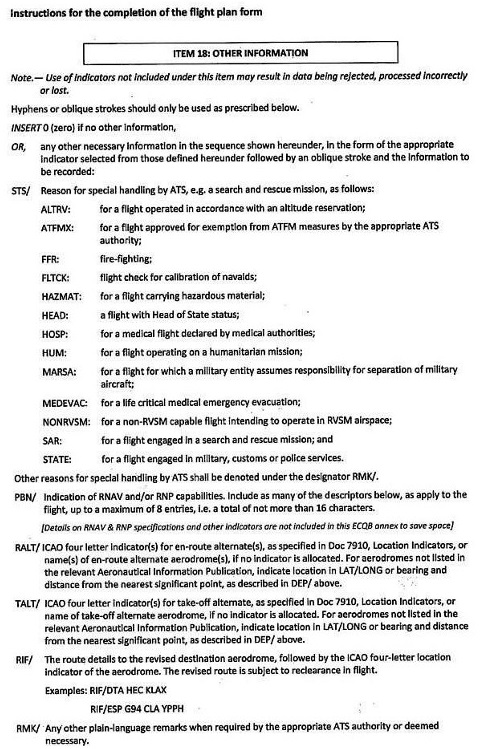 Instructions for the completion of the flight plan form
ITEM 18: OTHER INFORMATION
Note.— Use of indicators not included under this item may result in data being rejected, processed incorrectly
or lost.
Hyphens or oblique strokes should only be used as prescribed below.
INSERT 0 (zero) if no other information,
OR, any other necessary information in the sequence shown hereunder, in the form of the appropriate
indicator selected from those defined hereunder followed by an oblique stroke and the information to
be recorded:
STS/ Reason for special handling by ATS, e.g. a search and rescue mission, as follows:
ALTRV: for a flight operated in accordance with an altitude reservation;
ATFMX: for a flight approved for exemption from ATFM measures by the appropriate ATS
authority;
FFR: fire-fighting;
FLTCK: flight check for calibration of navaids;
HAZMAT: for a flight carrying hazardous material;
HEAD: a flight with Head of State status;
HOSP: for a medical flight declared by medical authorities;
HUM: for a flight operating on a humanitarian mission;
MARSA: for a flight for which a military entity assumes responsibility for separation of military
aircraft;
MEDEVAC: for a life critical medical emergency evacuation;
NONRVSM: for a non-RVSM capable flight intending to operate in RVSM airspace;
SAR: for a flight engaged in a search and rescue mission; and
STATE: for a flight engaged in military, customs or police services.
Other reasons for special handling by ATS shall be denoted under the designator RMK/.
PBN/ Indication of RNAV and/or RNP capabilities. Include as many of the descriptors below, as apply to the
flight, up to a maximum of 8 entries, i.e. a total of not more than 16 characters.
[Details on RNAV & RNP specifications and other indicators are not included in this ECQB annex to save space]
RALT/ ICAO four letter indicator(s) for en-route alternate(s), as specified in Doc 7910, Location Indicators, or
name(s) of en-route alternate aerodrome(s), if no indicator is allocated. For aerodromes not listed in
the relevant Aeronautical Information Publication, indicate location in LAT/LONG or bearing and
distance from the nearest significant point, as described in DEP/ above.
TALT/ ICAO four letter indicator(s) for take-off alternate, as specified in Doc 7910, Location Indicators, or
name of take-off alternate aerodrome, if no indicator is allocated. For aerodromes not listed in the
relevant Aeronautical Information Publication, indicate location in LAT/LONG or bearing and distance
from the nearest significant point, as described in DEP/ above.
RIF/ The route details to the revised destination aerodrome, followed by the ICAO four-letter location
indicator of the aerodrome. The revised route is subject to reclearance in flight.
Examples: RIF/DTA HEC KLAX
RIF/ESP G94 CLA YPPH
RMK/ Any other plain-language remarks when required by the appropriate ATS authority or deemed
necessary.